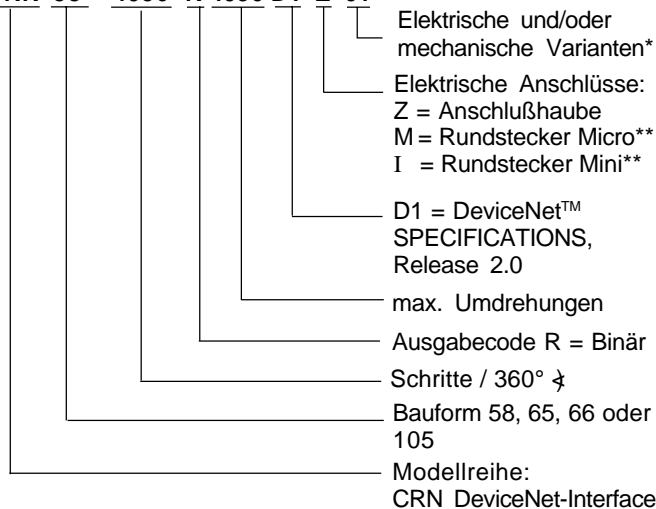 Elektrische und/oder
mechanische Varianten*
Elektrische Anschlüsse:
Z = Anschlußhaube
M = Rundstecker Micro**
I = Rundstecker Mini**
D1 = DeviceNet™
SPECIFICATIONS,
Release 2.0
max. Umdrehungen
Ausgabecode R = Binär
Schritte / 360° ∢
Bauform 58, 65, 66 oder
105
Modellreihe:
CRN DeviceNet-Interface